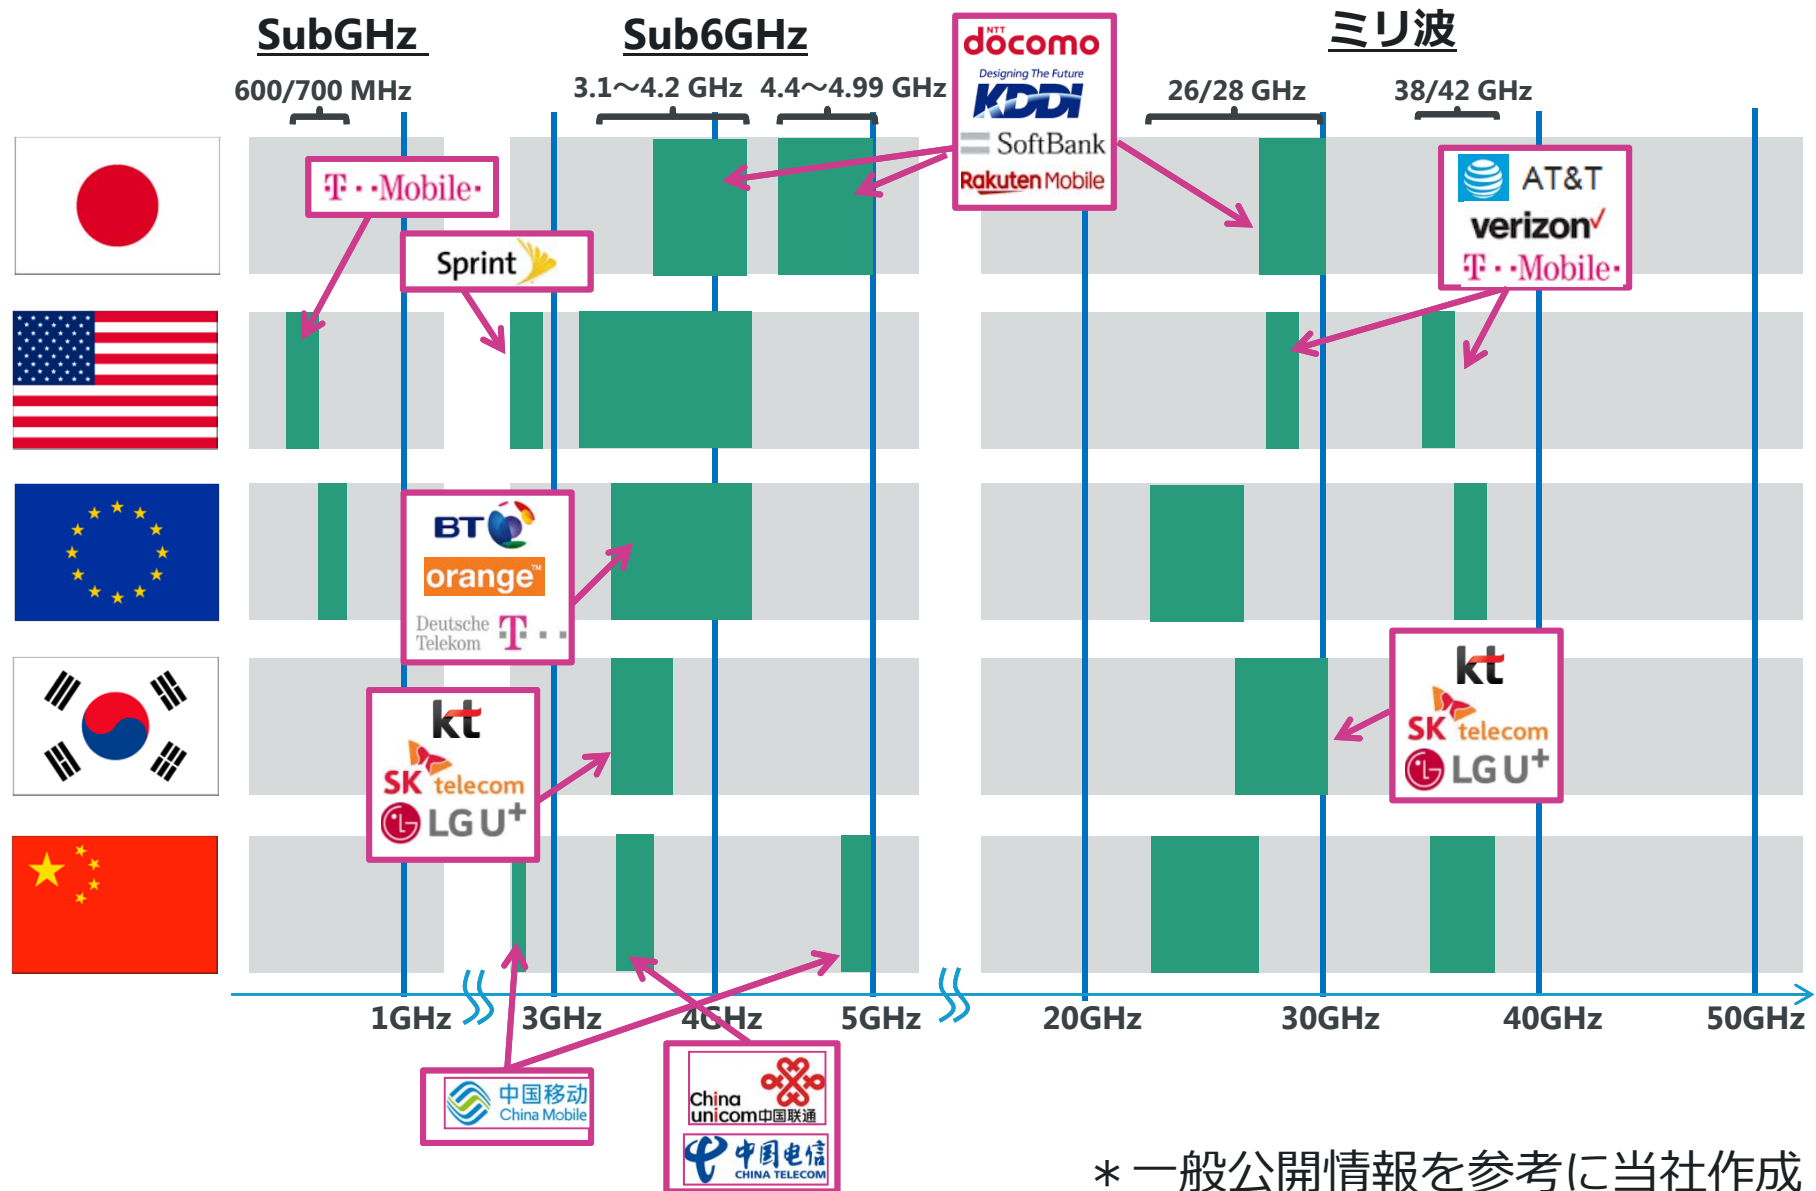 SubGHz
Sub6GHz
ミリ波
600/700 MHz
3.1～4.2 GHz
4.4～4.99 GHz
26/28 GHz
38/42 GHz
NTT
docomo
Designing The Future
KDDI
SoftBank
Rakuten Mobile
T··Mobile·
Sprint
AT&T
verizon✓
T··Mobile·
BT
orange™
Deutsche
Telekom
T··
kt
SK telecom
LG U+
kt
SK telecom
LG U+
1GHz
3GHz
4GHz
5GHz
20GHz
30GHz
40GHz
50GHz
中国移动
China Mobile
China
unicom中国联通
中国电信
CHINA TELECOM
＊一般公開情報を参考に当社作成